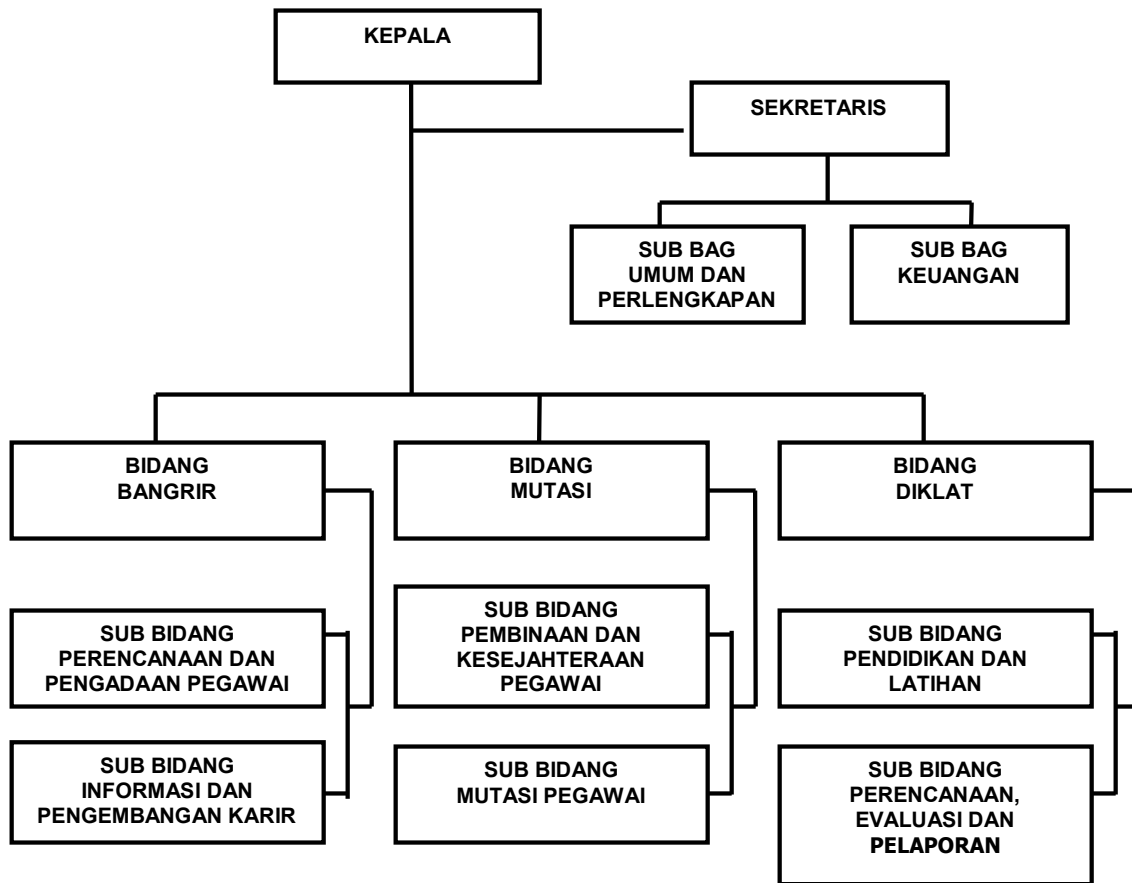 KEPALA
SEKRETARIS
SUB BAG
UMUM DAN
PERLENGKAPAN
SUB BAG
KEUANGAN
BIDANG
BANGRIR
BIDANG
MUTASI
BIDANG
DIKLAT
SUB BIDANG
PERENCANAAN DAN
PENGADAAN PEGAWAI
SUB BIDANG
PEMBINAAN DAN
KESEJAHTERAAN
PEGAWAI
SUB BIDANG
PENDIDIKAN DAN
LATIHAN
SUB BIDANG
INFORMASI DAN
PENGEMBANGAN KARIR
SUB BIDANG
MUTASI PEGAWAI
SUB BIDANG
PERENCANAAN,
EVALUASI DAN
PELAPORAN